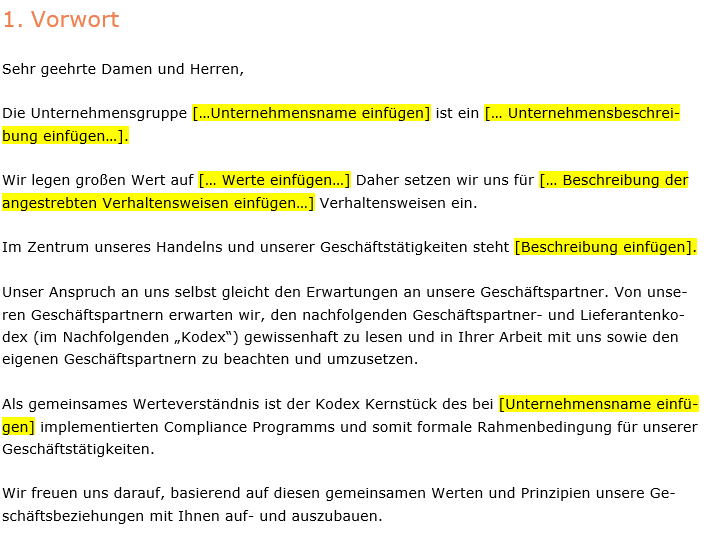 1. Vorwort
Sehr geehrte Damen und Herren,
Die Unternehmensgruppe […Unternehmensname einfügen] ist ein [… Unternehmensbeschrei-
bung einfügen…].
Wir legen großen Wert auf [… Werte einfügen…] Daher setzen wir uns für [… Beschreibung der
angestrebten Verhaltensweisen einfügen…] Verhaltensweisen ein.
Im Zentrum unseres Handelns und unserer Geschäftstätigkeiten steht [Beschreibung einfügen].
Unser Anspruch an uns selbst gleicht den Erwartungen an unsere Geschäftspartner. Von unse-
ren Geschäftspartnern erwarten wir, den nachfolgenden Geschäftspartner- und Lieferantenko-
dex (im Nachfolgenden „Kodex“) gewissenhaft zu lesen und in Ihrer Arbeit mit uns sowie den
eigenen Geschäftspartnern zu beachten und umzusetzen.
Als gemeinsames Werteverständnis ist der Kodex Kernstück des bei [Unternehmensname einfü-
gen] implementierten Compliance Programms und somit formale Rahmenbedingung für unserer
Geschäftstätigkeiten.
Wir freuen uns darauf, basierend auf diesen gemeinsamen Werten und Prinzipien unsere Ge-
schäftsbeziehungen mit Ihnen auf- und auszubauen.